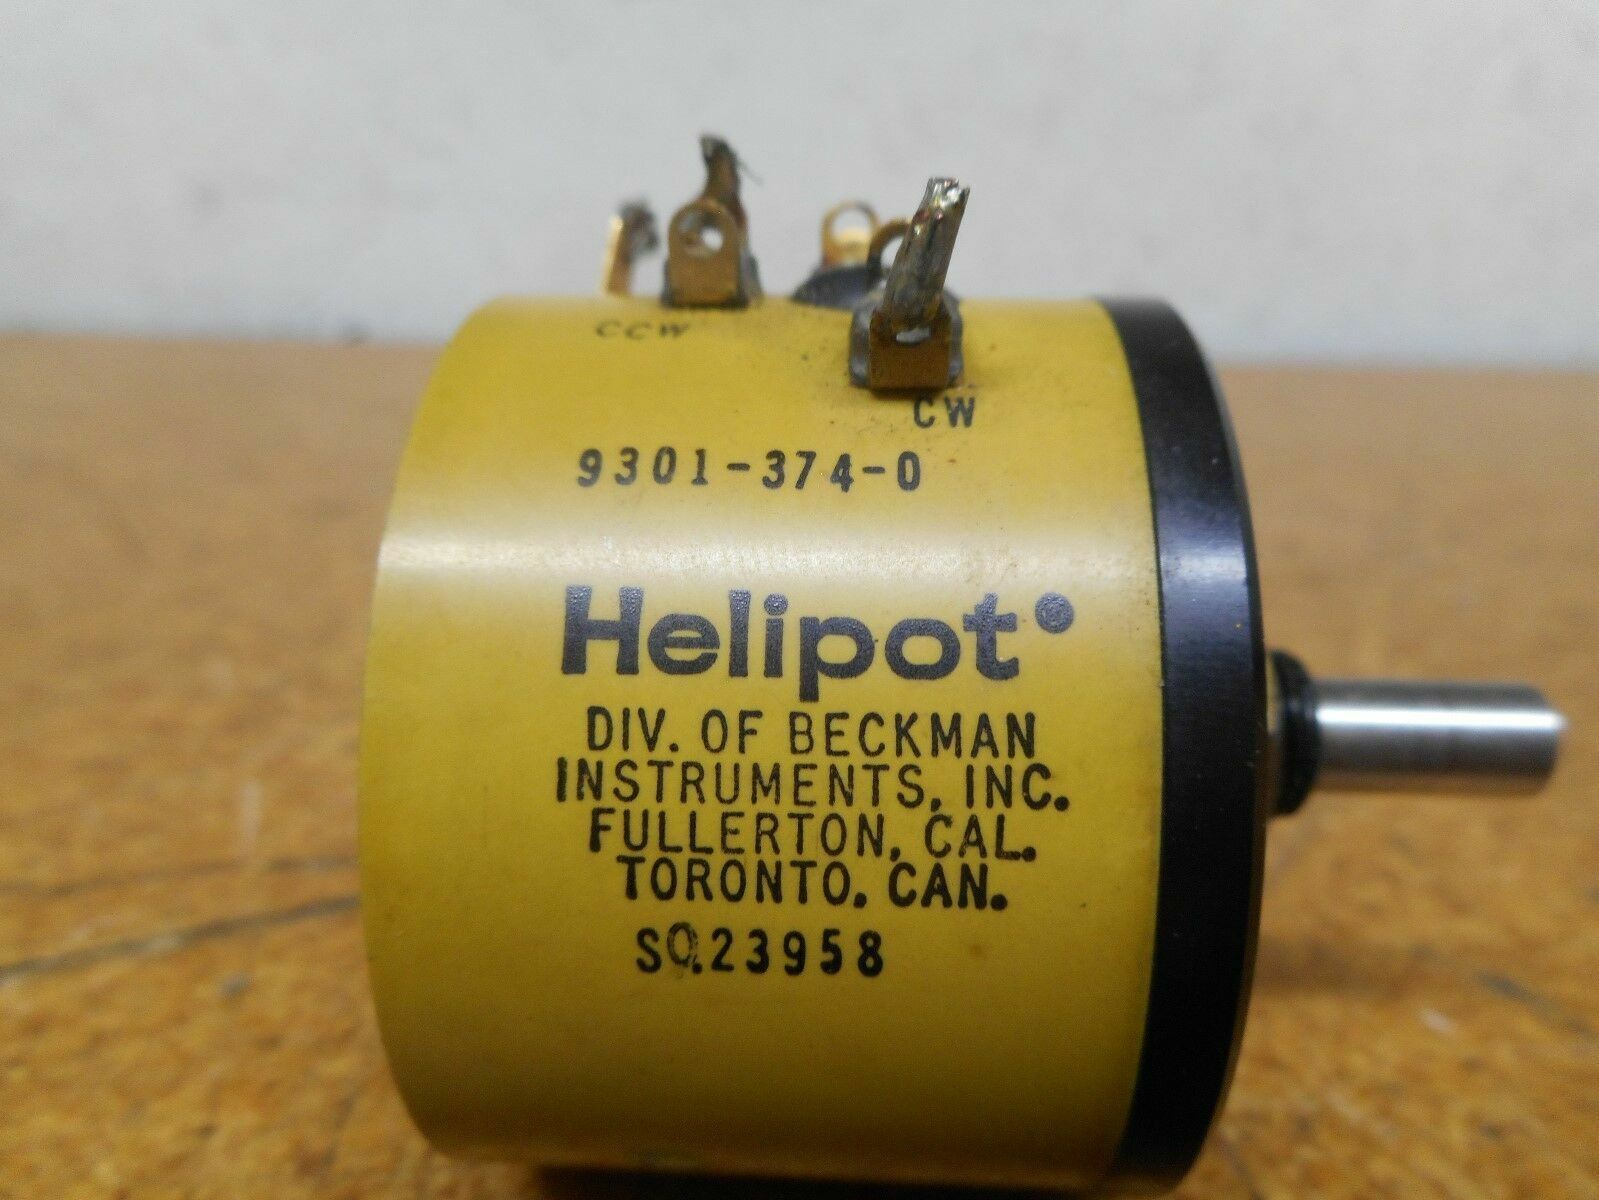 CCW
CW
9301-374-0
Helipot®
DIV. OF BECKMAN
INSTRUMENTS, INC.
FULLERTON, CAL.
TORONTO, CAN.
SQ.23958